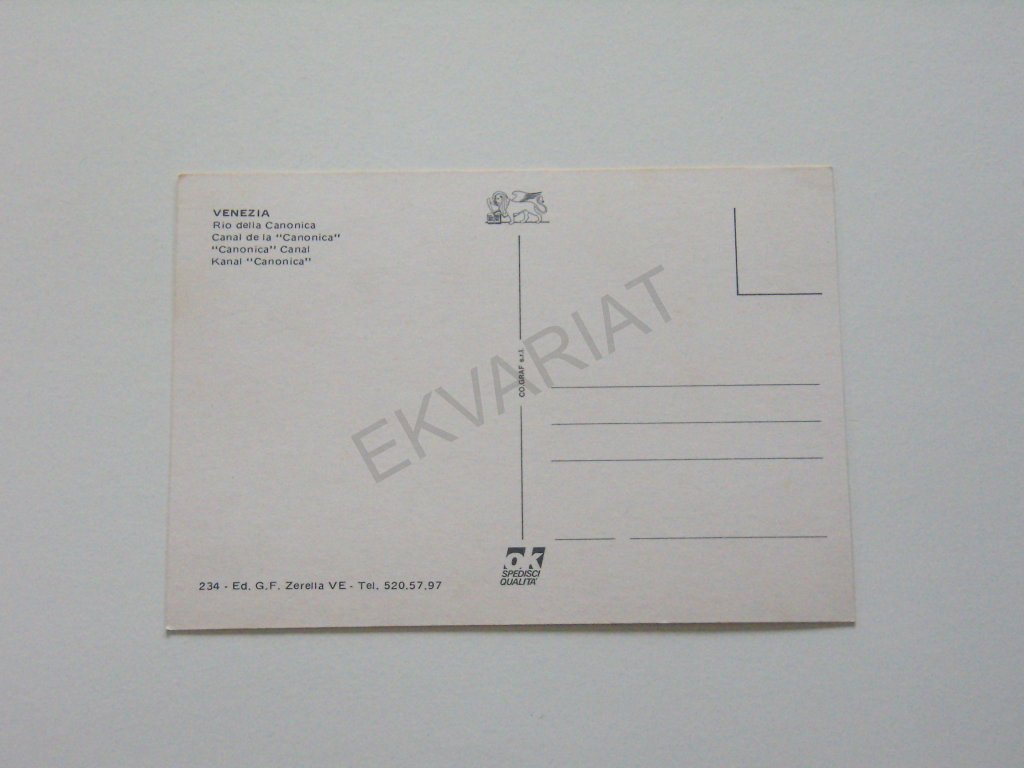 VENEZIA
Rio della Canonica
Canal de la "Canonica"
"Canonica" Canal
Kanal "Canonica"
CO.GRAF s.r.l.
EKVARIAT
ok
SPEDISCI
QUALITA'
234 - Ed. G.F. Zerella VE - Tel. 520.57.97